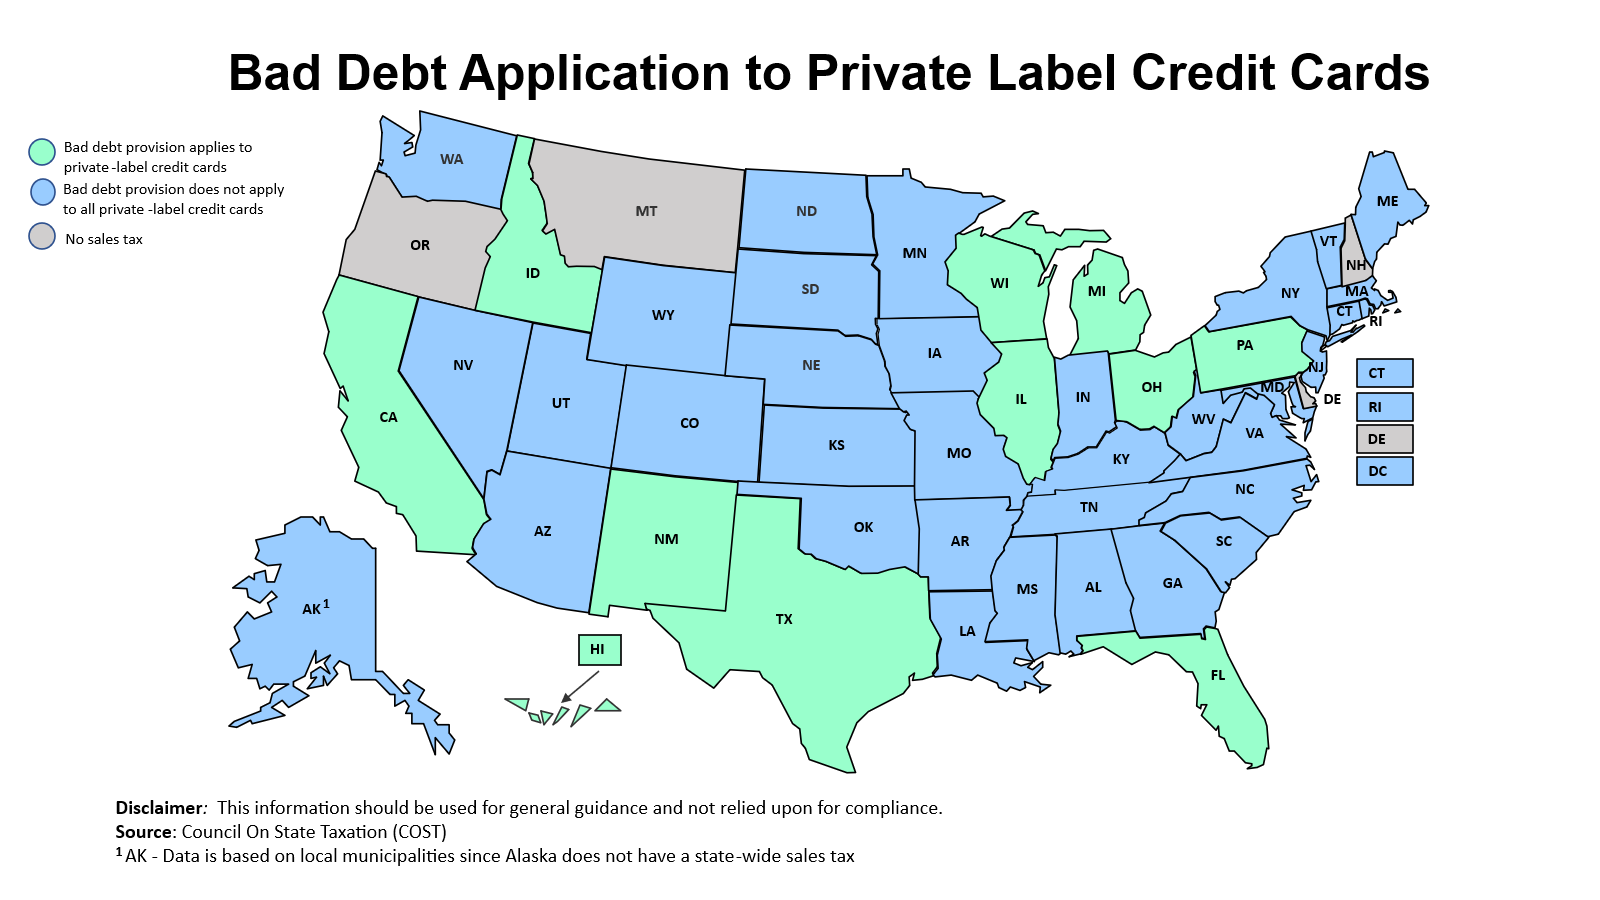 Bad Debt Application to Private Label Credit Cards
Bad debt provision applies to
private-label credit cards
Bad debt provision does not apply
to all private -label credit cards
No sales tax
WA
OR
ID
MT
ND
MN
SD
WY
NE
IA
WI
MI
NV
UT
CO
KS
MO
IL
IN
OH
PA
NY
VT
NH
ME
MA
CT
RI
NJ
MD
DE
WV
VA
KY
CA
AZ
NM
OK
AR
TN
NC
SC
TX
LA
MS
AL
GA
FL
AK1
HI
CT
RI
DE
DC
Disclaimer: This information should be used for general guidance and not relied upon for compliance.
Source: Council On State Taxation (COST)
1 AK - Data is based on local municipalities since Alaska does not have a state-wide sales tax